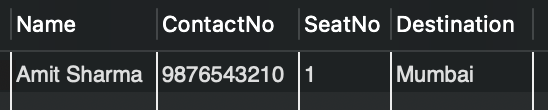 Name ContactNo SeatNo Destination
Amit Sharma 9876543210 1 Mumbai